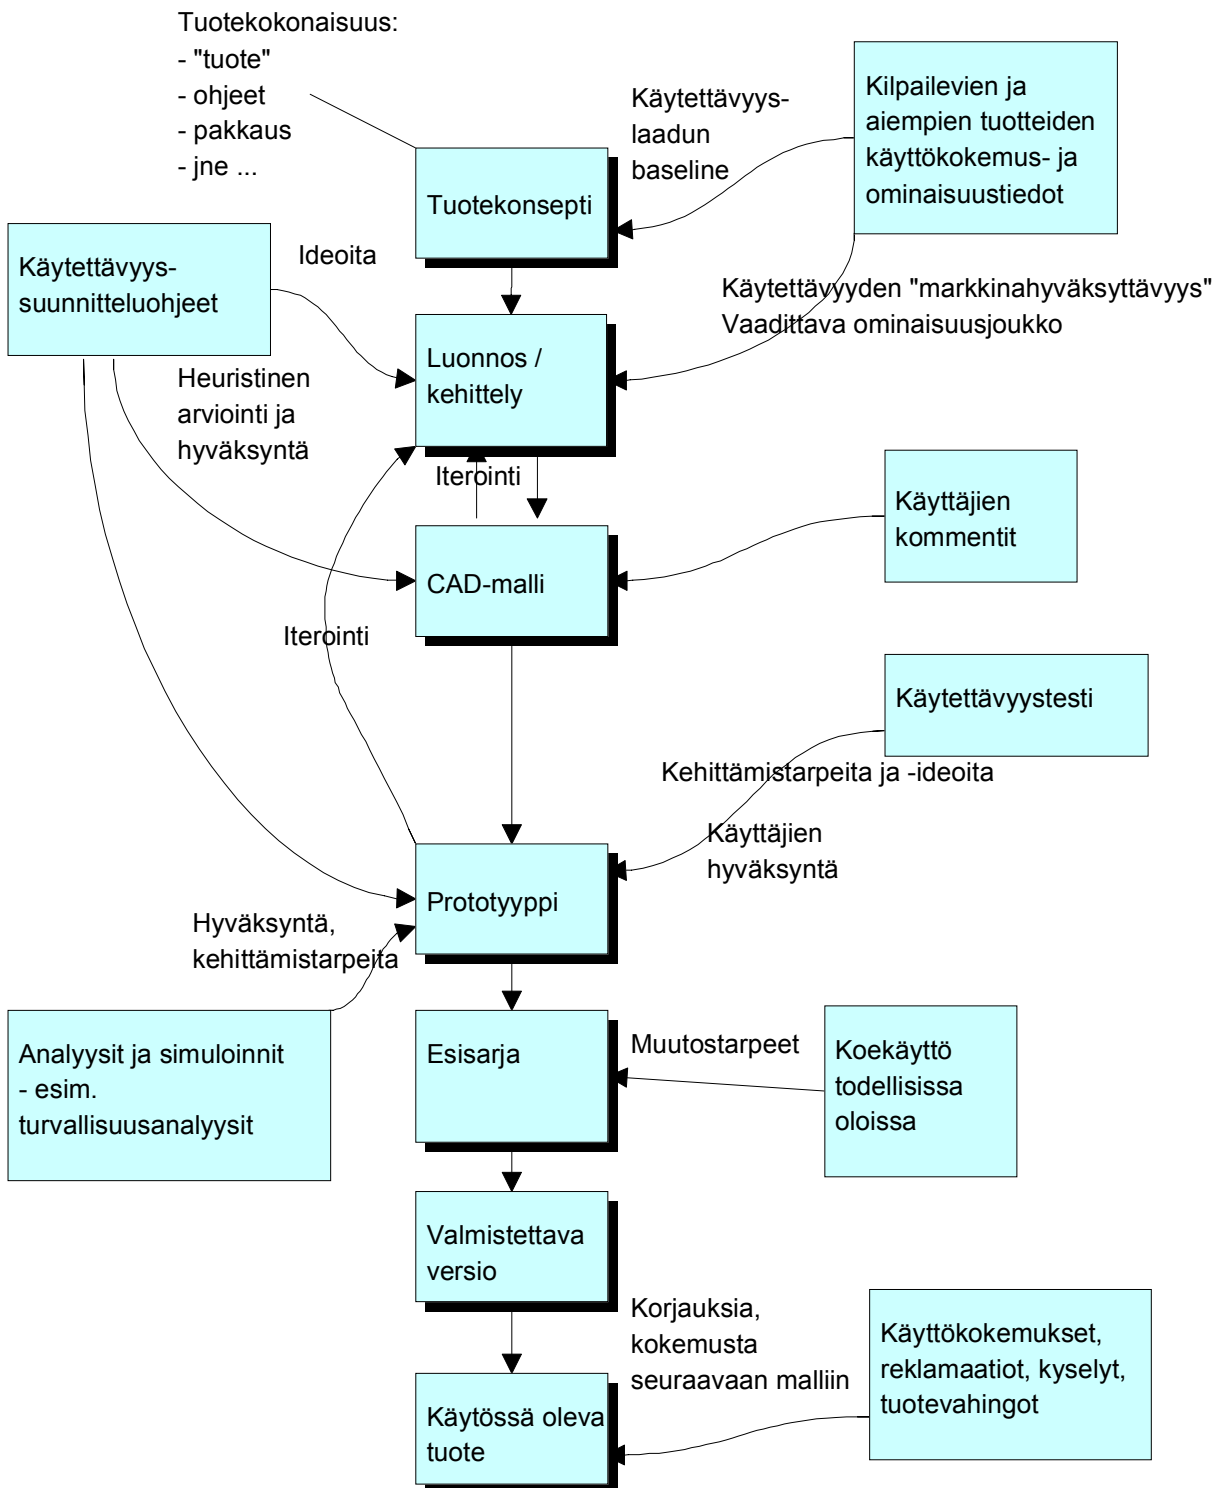 Tuotekokonaisuus:
- "tuote"
- ohjeet
- pakkaus
- jne ...
Käytettävyys-
laadun
baseline
Kilpailevien ja
aiempien tuotteiden
käyttökokemus- ja
ominaisuustiedot
Tuotekonsepti
Käytettävyys-
suunnitteluohjeet
Ideoita
Käytettävyyden "markkinahyväksyttävyys"
Vaadittava ominaisuusjoukko
Luonnos /
kehittely
Heuristinen
arviointi ja
hyväksyntä
Iterointi
Käyttäjien
kommentit
CAD-malli
Iterointi
Käytettävyystesti
Kehittämistarpeita ja -ideoita
Käyttäjien
hyväksyntä
Prototyyppi
Hyväksyntä,
kehittämistarpeita
Analyysit ja simuloinnit
- esim.
turvallisuusanalyysit
Esisarja
Muutostarpeet
Koekäyttö
todellisissa
oloissa
Valmistettava
versio
Korjauksia,
kokemusta
seuraavaan malliin
Käyttökokemukset,
reklamaatiot, kyselyt,
tuotevahingot
Käytössä oleva
tuote